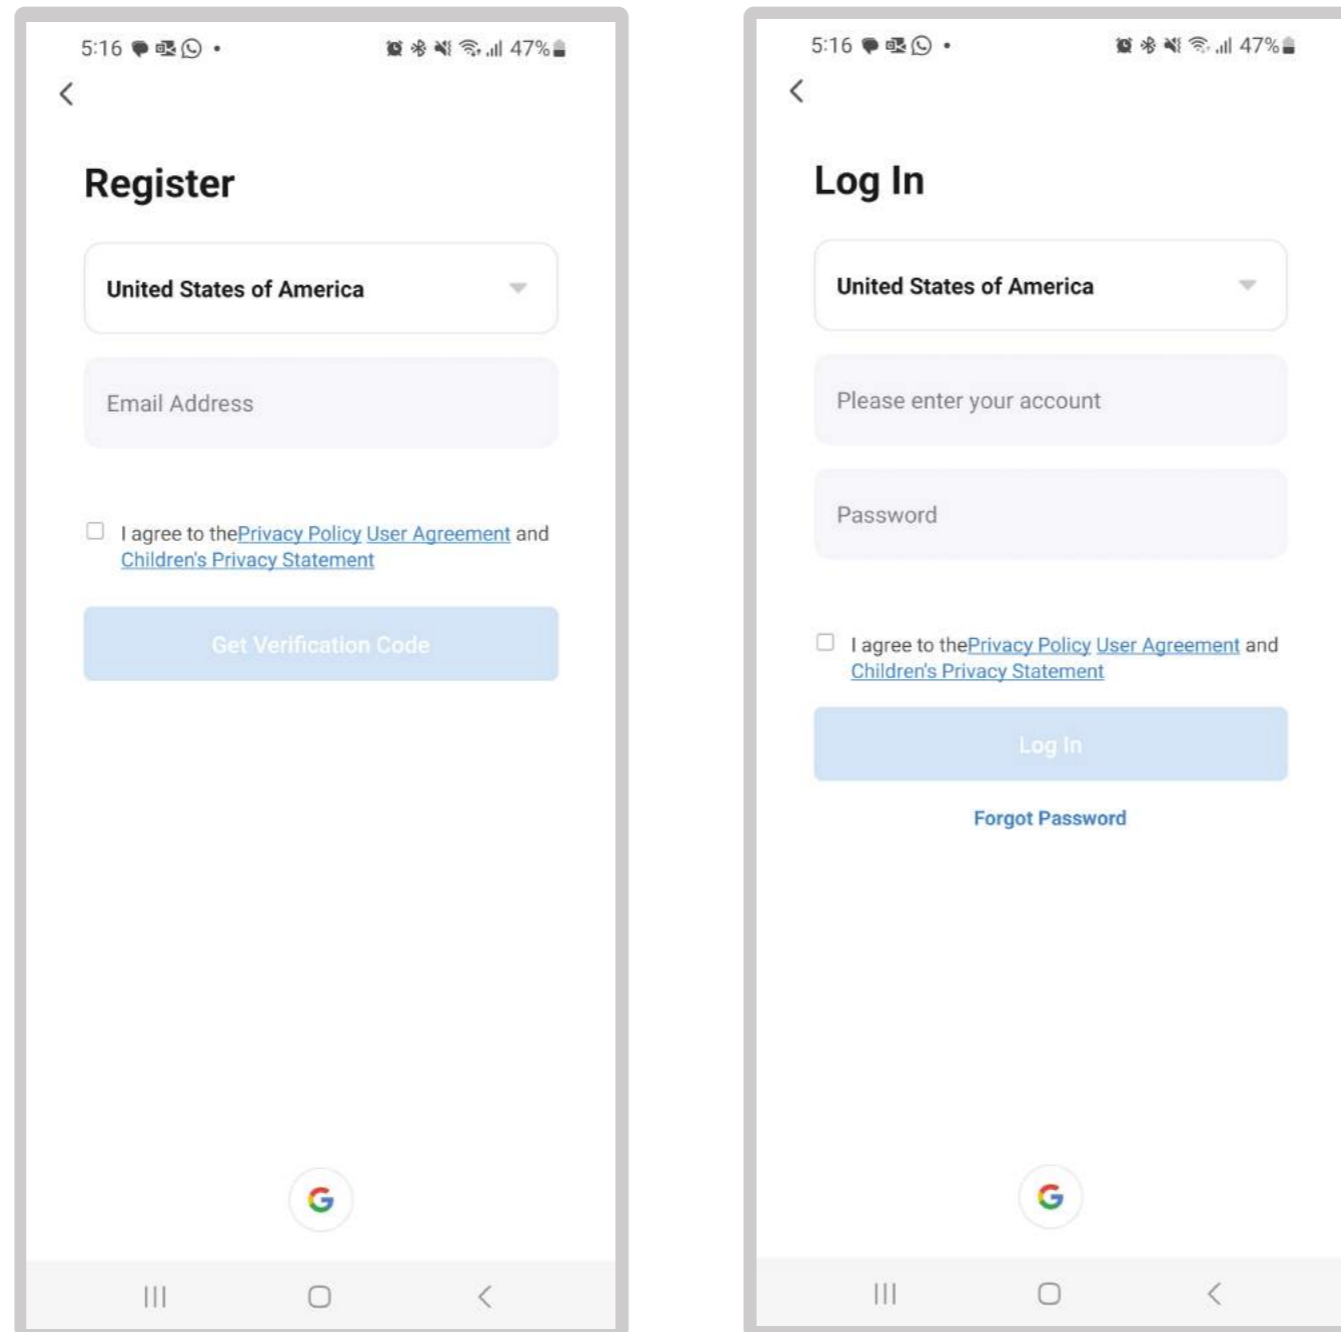 5:16 47%
Register
United States of America
Email Address
I agree to thePrivacy Policy User Agreement and
Children's Privacy Statement
Get Verification Code
G
5:16 47%
Log In
United States of America
Please enter your account
Password
I agree to thePrivacy Policy User Agreement and
Children's Privacy Statement
Log In
Forgot Password
G